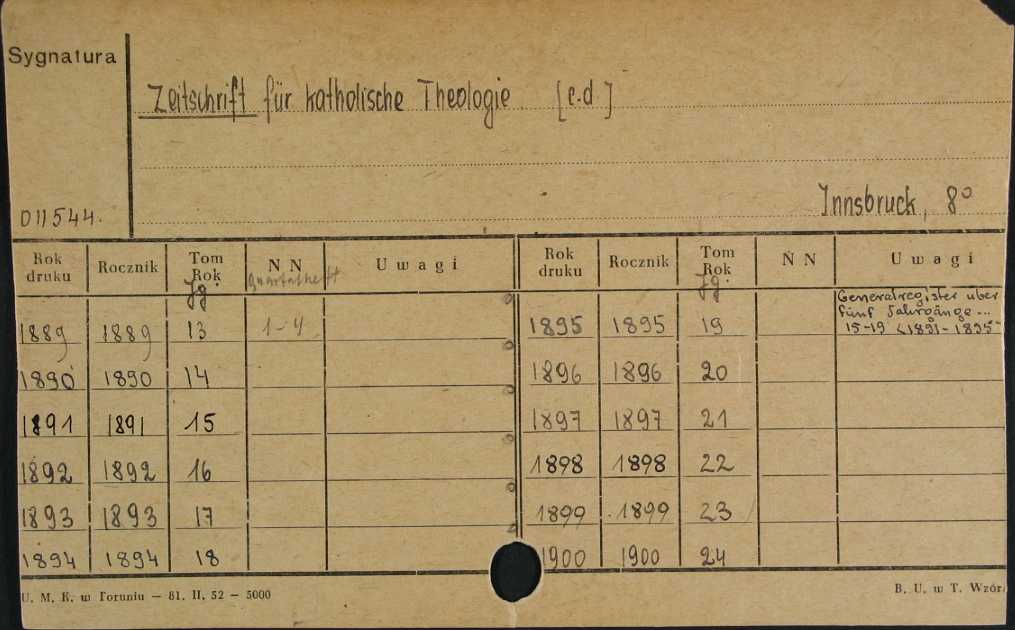 Sygnatura
Zeitschrift für katholische Theologie. [c.d]
Innsbruck, 8º
011544.
Rok druku Rocznik Tom Rok Jg. N N Quartalheft Uwagi Rok druku Rocznik Tom Rok Jg. N N Uwagi
Generalregister über
fünf Jahrgänge...
15-19 (1891-1895
1889 1889 13 1-4 1895 1895 19
1890 1890 14 1896 1896 20
1891 1891 15 1897 1897 21
1892 1892 16 1898 1898 22
1893 1893 17 1899 1899 23
1894 1894 18 1900 1900 24
U. M. K. w Toruniu — 81. II. 52 — 5000 B. U. w T. Wzór